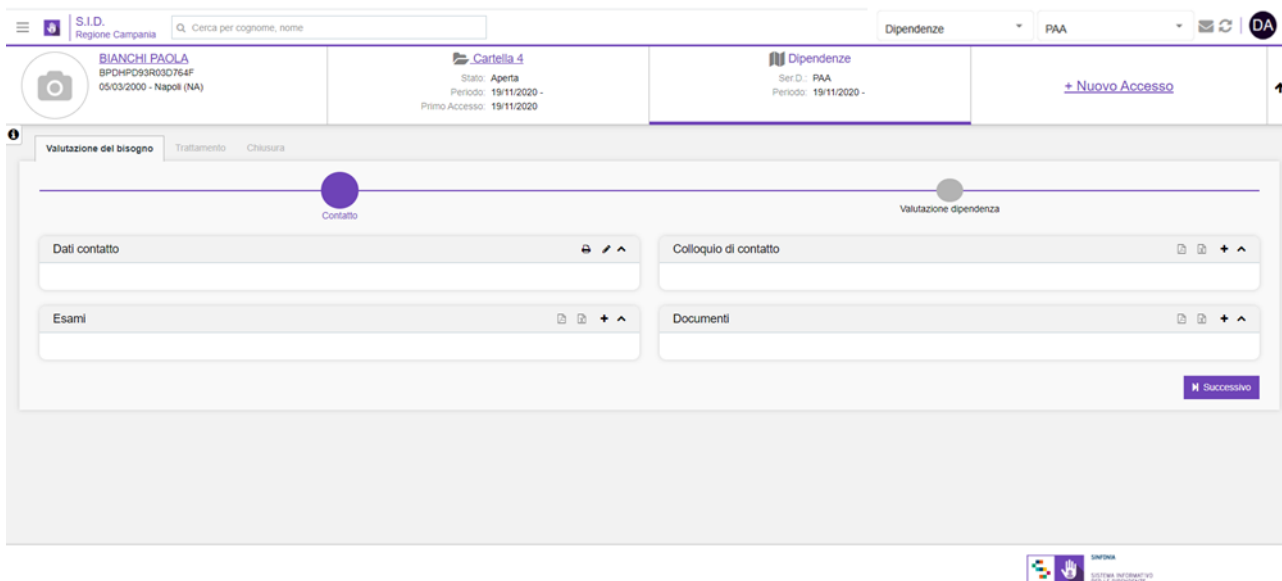 S.I.D.
Regione Campania
Cerca per cognome, nome
Dipendenze
PAA
DA
BIANCHI PAOLA
BPDHPD93R03D764F
05/03/2000 - Napoli (NA)
Cartella 4
Stato: Aperta
Periodo: 19/11/2020 -
Primo Accesso: 19/11/2020
Dipendenze
Ser.D.: PAA
Periodo: 19/11/2020 -
+ Nuovo Accesso
Valutazione del bisogno
Trattamento
Chiusura
Contatto
Valutazione dipendenza
Dati contatto
Colloquio di contatto
Esami
Documenti
Successivo
SINFONIA
SISTEMA INFORMATIVO